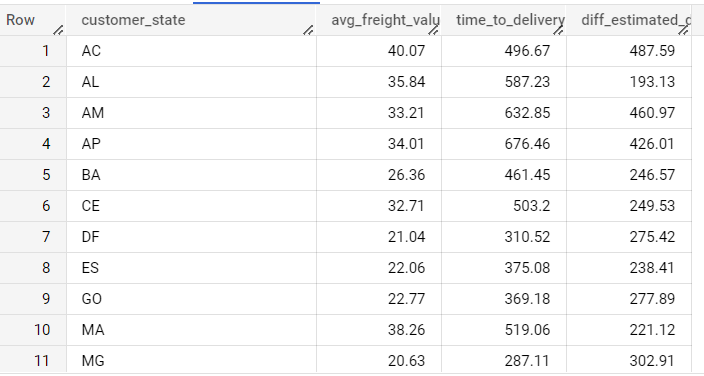 Row customer_state avg_freight_valu time_to_delivery diff_estimated_d
1 AC 40.07 496.67 487.59
2 AL 35.84 587.23 193.13
3 AM 33.21 632.85 460.97
4 AP 34.01 676.46 426.01
5 BA 26.36 461.45 246.57
6 CE 32.71 503.2 249.53
7 DF 21.04 310.52 275.42
8 ES 22.06 375.08 238.41
9 GO 22.77 369.18 277.89
10 MA 38.26 519.06 221.12
11 MG 20.63 287.11 302.91